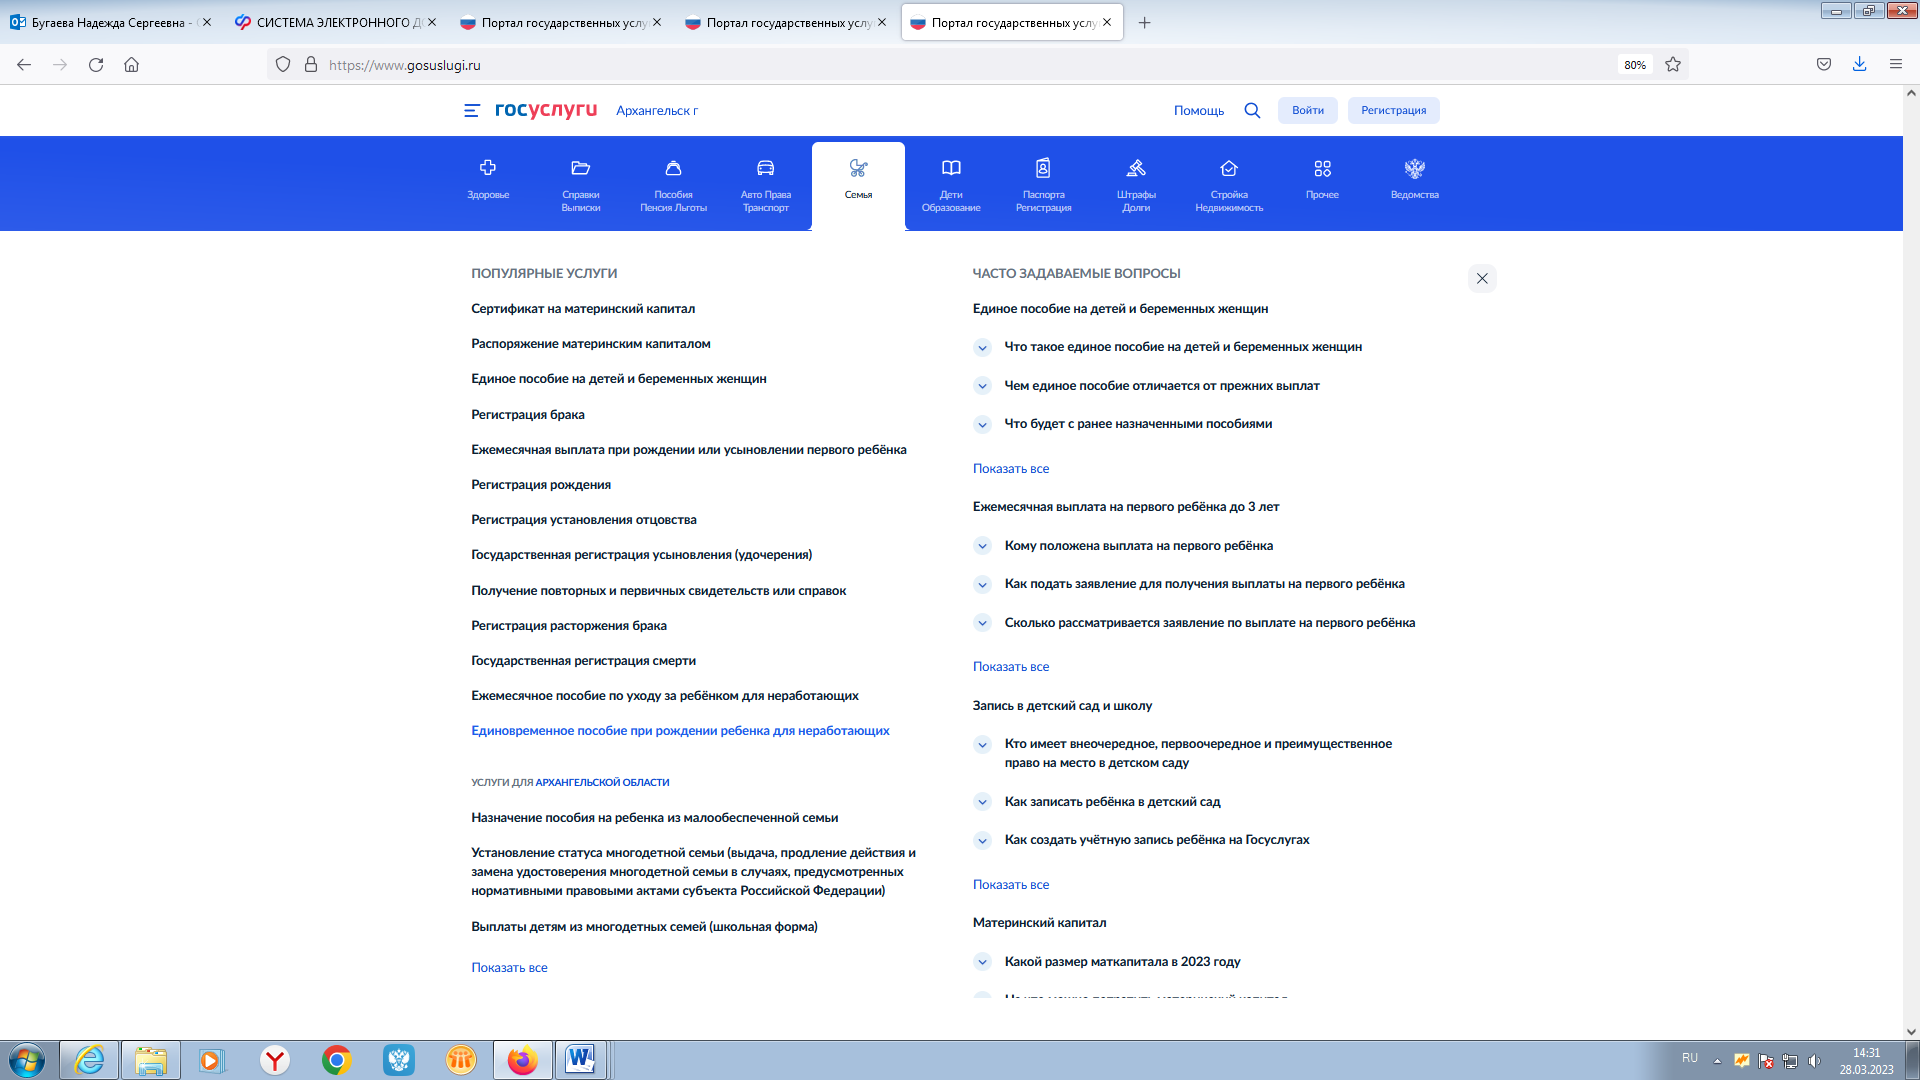 Бугаева Надежда Сергеевна -
СИСТЕМА ЭЛЕКТРОННОГО
Портал государственных услу
Портал государственных услу
Портал государственных услу
https://www.gosuslugi.ru
80%
госуслуги
Архангельск г
Помощь
Войти
Регистрация
Здоровье
Справки
Выписки
Пособия
Пенсия Льготы
Авто Права
Транспорт
Семья
Дети
Образование
Паспорта
Регистрация
Штрафы
Долги
Стройка
Недвижимость
Прочее
Ведомства
ПОПУЛЯРНЫЕ УСЛУГИ
Сертификат на материнский капитал
Распоряжение материнским капиталом
Единое пособие на детей и беременных женщин
Регистрация брака
Ежемесячная выплата при рождении или усыновлении первого ребёнка
Регистрация рождения
Регистрация установления отцовства
Государственная регистрация усыновления (удочерения)
Получение повторных и первичных свидетельств или справок
Регистрация расторжения брака
Государственная регистрация смерти
Ежемесячное пособие по уходу за ребёнком для неработающих
Единовременное пособие при рождении ребенка для неработающих
УСЛУГИ ДЛЯ АРХАНГЕЛЬСКОЙ ОБЛАСТИ
Назначение пособия на ребенка из малообеспеченной семьи
Установление статуса многодетной семьи (выдача, продление действия и
замена удостоверения многодетной семьи в случаях, предусмотренных
нормативными правовыми актами субъекта Российской Федерации)
Выплаты детям из многодетных семей (школьная форма)
Показать все
ЧАСТО ЗАДАВАЕМЫЕ ВОПРОСЫ
Единое пособие на детей и беременных женщин
Что такое единое пособие на детей и беременных женщин
Чем единое пособие отличается от прежних выплат
Что будет с ранее назначенными пособиями
Показать все
Ежемесячная выплата на первого ребёнка до 3 лет
Кому положена выплата на первого ребёнка
Как подать заявление для получения выплаты на первого ребёнка
Сколько рассматривается заявление по выплате на первого ребёнка
Показать все
Запись в детский сад и школу
Кто имеет внеочередное, первоочередное и преимущественное
право на место в детском саду
Как записать ребёнка в детский сад
Как создать учётную запись ребёнка на Госуслугах
Показать все
Материнский капитал
Какой размер маткапитала в 2023 году
RU
14:31
28.03.2023